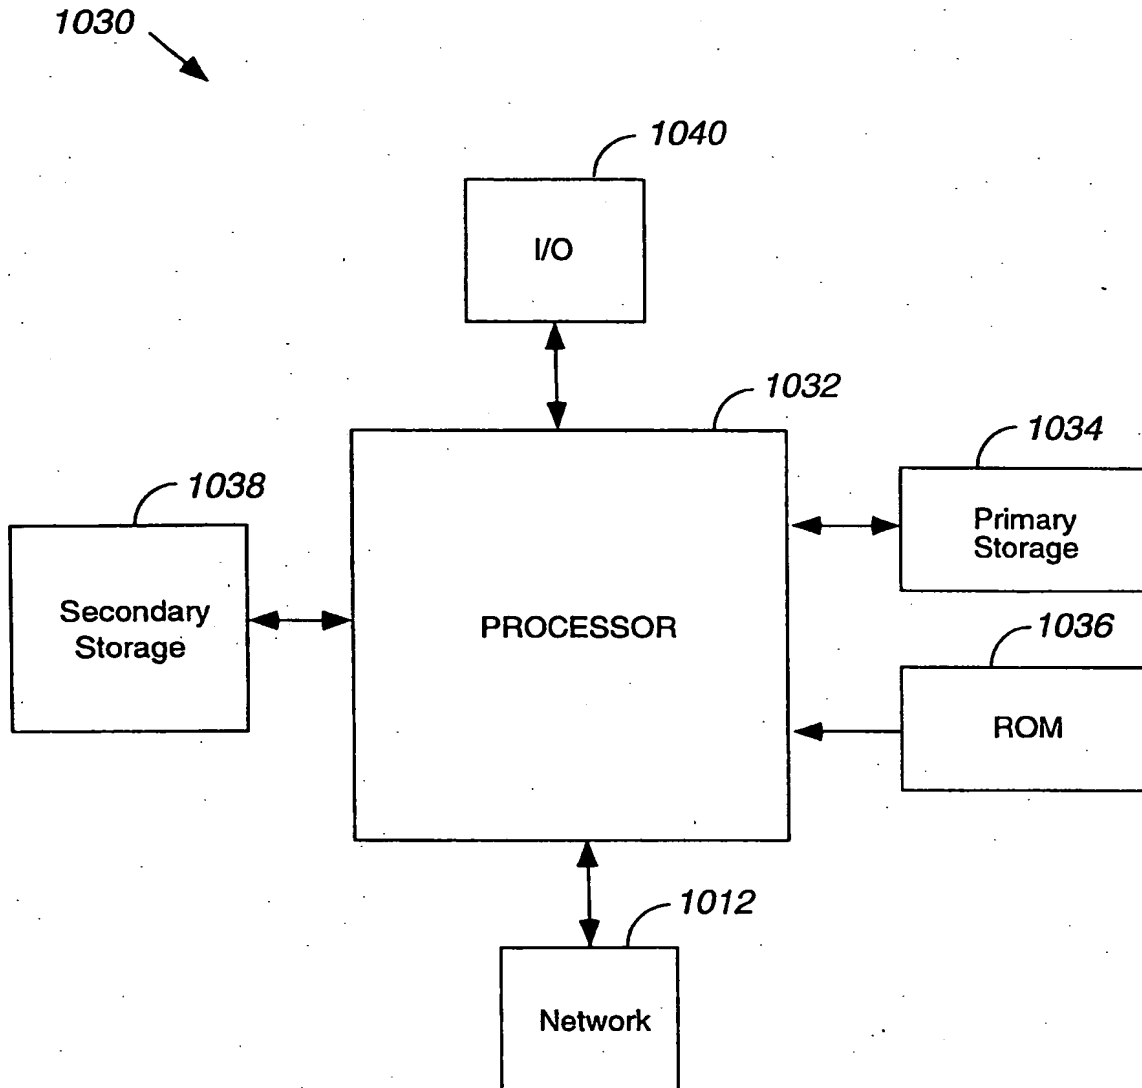 1030
1040
I/O
1032
1034
1038
Primary
Storage
Secondary
Storage
PROCESSOR
1036
ROM
1012
Network